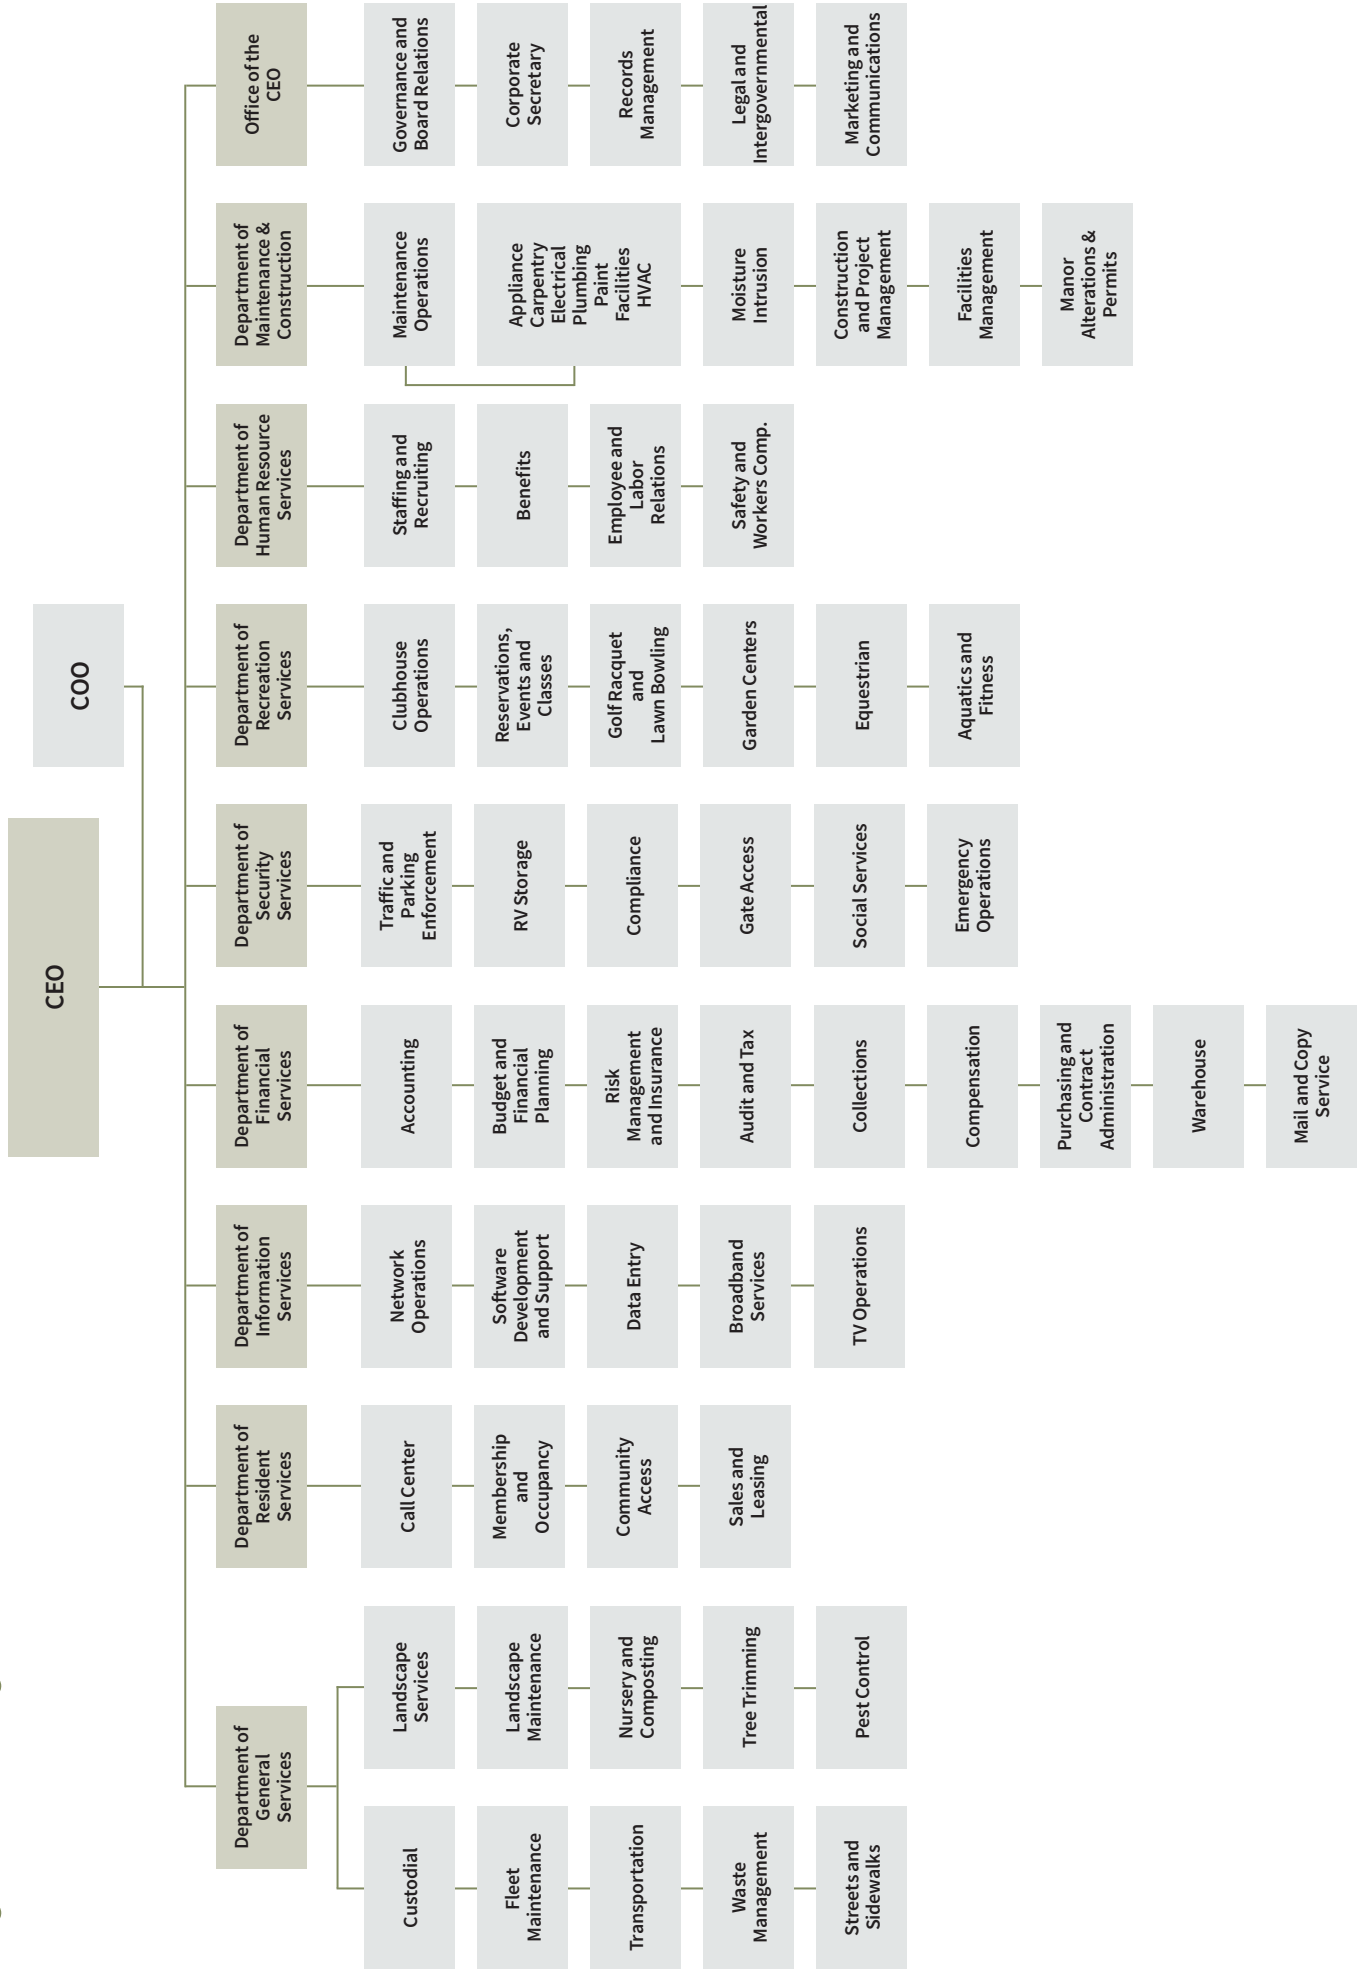 CEO
COO
Department of
General
Services
Custodial
Fleet
Maintenance
Transportation
Waste
Management
Streets and
Sidewalks
Landscape
Services
Landscape
Maintenance
Nursery and
Composting
Tree Trimming
Pest Control
Department of
Resident
Services
Call Center
Membership
and
Occupancy
Community
Access
Sales and
Leasing
Department of
Information
Services
Network
Operations
Software
Development
and Support
Data Entry
Broadband
Services
TV Operations
Department of
Financial
Services
Accounting
Budget and
Financial
Planning
Risk
Management
and Insurance
Audit and Tax
Collections
Compensation
Purchasing and
Contract
Administration
Warehouse
Mail and Copy
Service
Department of
Security
Services
Traffic and
Parking
Enforcement
RV Storage
Compliance
Gate Access
Social Services
Emergency
Operations
Department of
Recreation
Services
Clubhouse
Operations
Reservations,
Events and
Classes
Golf Racquet
and
Lawn Bowling
Garden Centers
Equestrian
Aquatics and
Fitness
Department of
Human Resource
Services
Staffing and
Recruiting
Benefits
Employee and
Labor
Relations
Safety and
Workers Comp.
Department of
Maintenance &
Construction
Maintenance
Operations
Appliance
Carpentry
Electrical
Plumbing
Paint
Facilities
HVAC
Moisture
Intrusion
Construction
and Project
Management
Facilities
Management
Manor
Alterations &
Permits
Office of the
CEO
Governance and
Board Relations
Corporate
Secretary
Records
Management
Legal and
Intergovernmental
Marketing and
Communications